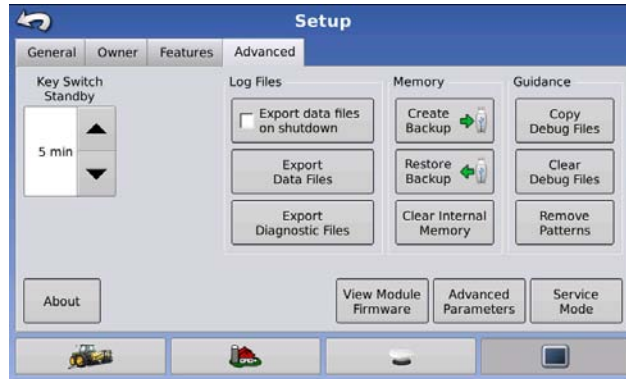 Setup
General Owner Features Advanced
Key Switch
Standby
5 min
Log Files
Export data files
on shutdown
Export
Data Files
Export
Diagnostic Files
Memory
Create
Backup
Restore
Backup
Clear Internal
Memory
Guidance
Copy
Debug Files
Clear
Debug Files
Remove
Patterns
About
View Module
Firmware
Advanced
Parameters
Service
Mode